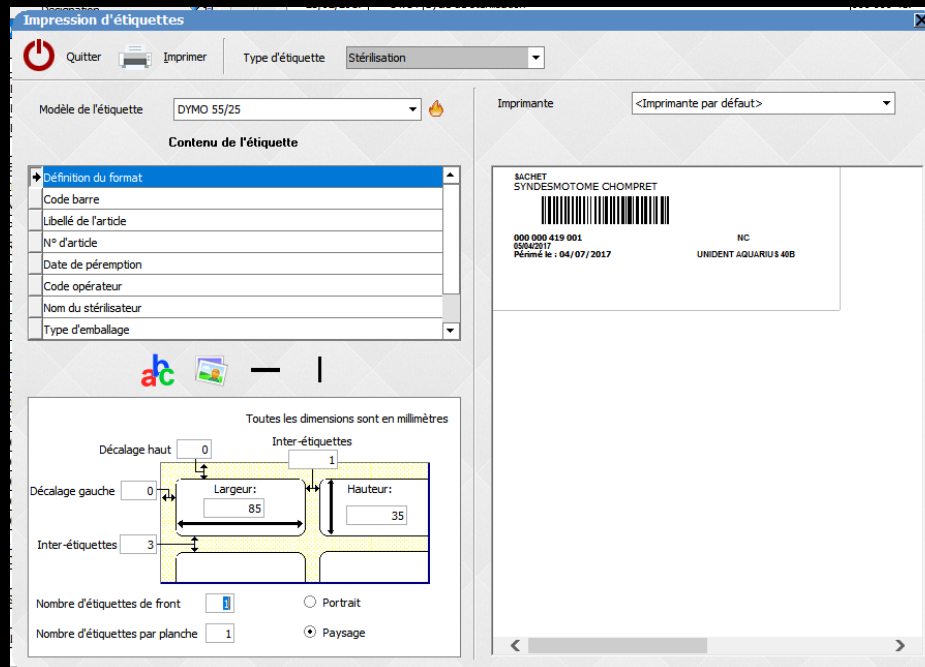 Impression d'étiquettes
Quitter Imprimer Type d'étiquette Stérilisation
Modèle de l'étiquette DYMO 55/25
Imprimante <Imprimante par défaut>
Contenu de l'étiquette
Définition du format
Code barre
Libellé de l'article
N° d'article
Date de péremption
Code opérateur
Nom du stérilisateur
Type d'emballage
abc
Toutes les dimensions sont en millimètres
Décalage haut 0
Inter-étiquettes
1
Décalage gauche 0
Largeur:
85
Hauteur:
35
Inter-étiquettes 3
Nombre d'étiquettes de front 1
Portrait
Nombre d'étiquettes par planche 1
Paysage
SACHET
SYNDESMOTOME CHOMPRET
000 000 419 001 NC
05/04/2017
Périmé le : 04/07/2017 UNIDENT AQUARIUS 40B